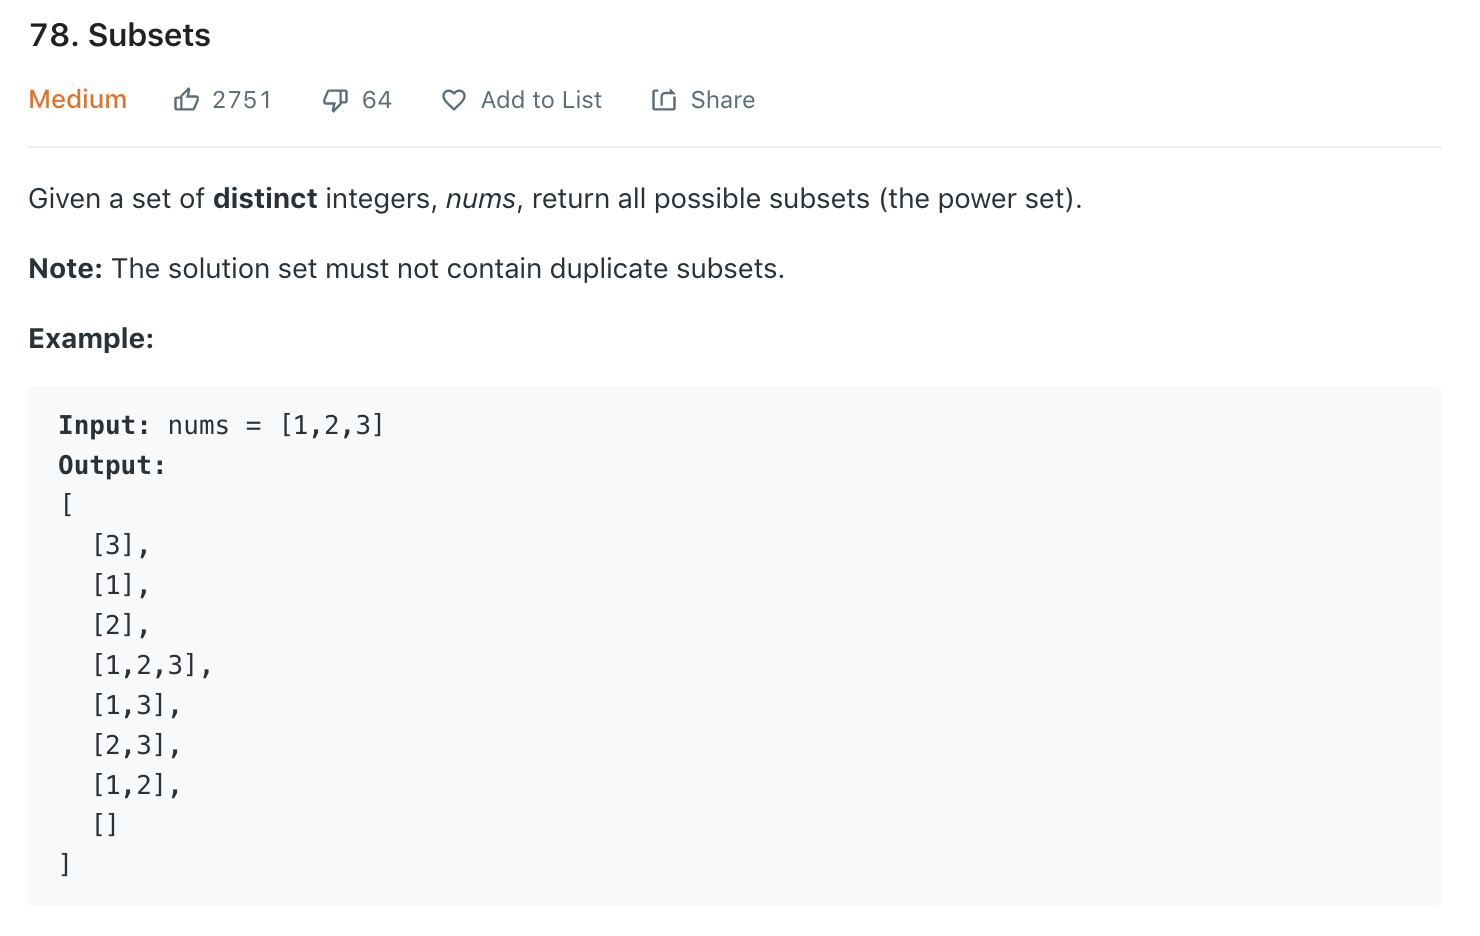 78. Subsets
Medium 2751 64 Add to List Share
Given a set of distinct integers, nums, return all possible subsets (the power set).
Note: The solution set must not contain duplicate subsets.
Example:
Input: nums = [1,2,3]
Output:
[
  [3],
  [1],
  [2],
  [1,2,3],
  [1,3],
  [2,3],
  [1,2],
  []
]